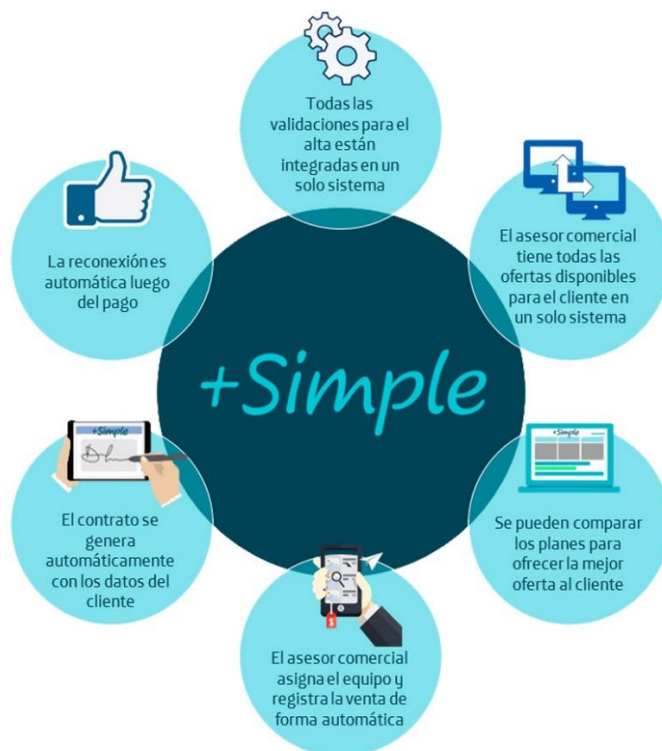 Todas las
validaciones para el
alta están
integradas en un
solo sistema
El asesor comercial
tiene todas las
ofertas disponibles
para el cliente en
un solo sistema
La reconexión es
automática luego
del pago
+Simple
+Simple
El contrato se
genera
automáticamente
con los datos del
cliente
+Simple
Se pueden comparar
los planes para
ofrecer la mejor
oferta al cliente
$
El asesor comercial
asigna el equipo y
registra la venta de
forma automática